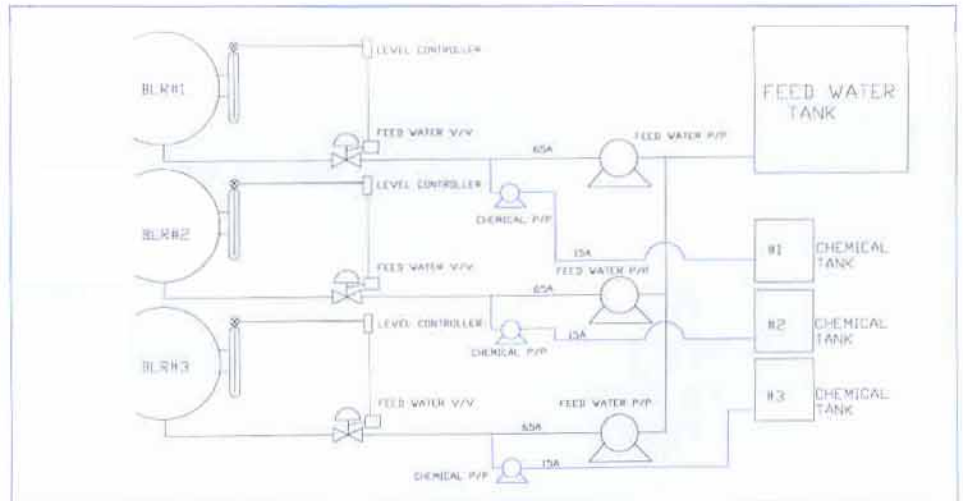 LEVEL CONTROLLER
BLR#1
FEED WATER
TANK
FEED WATER V/V
FEED WATER P/P
65A
LEVEL CONTROLLER
CHEMICAL P/P
BLR#2
#1
CHEMICAL
TANK
15A
FEED WATER V/V
FEED WATER P/P
65A
LEVEL CONTROLLER
#2
CHEMICAL
TANK
15A
CHEMICAL P/P
BLR#3
#3
CHEMICAL
TANK
FEED WATER V/V
FEED WATER P/P
65A
15A
CHEMICAL P/P